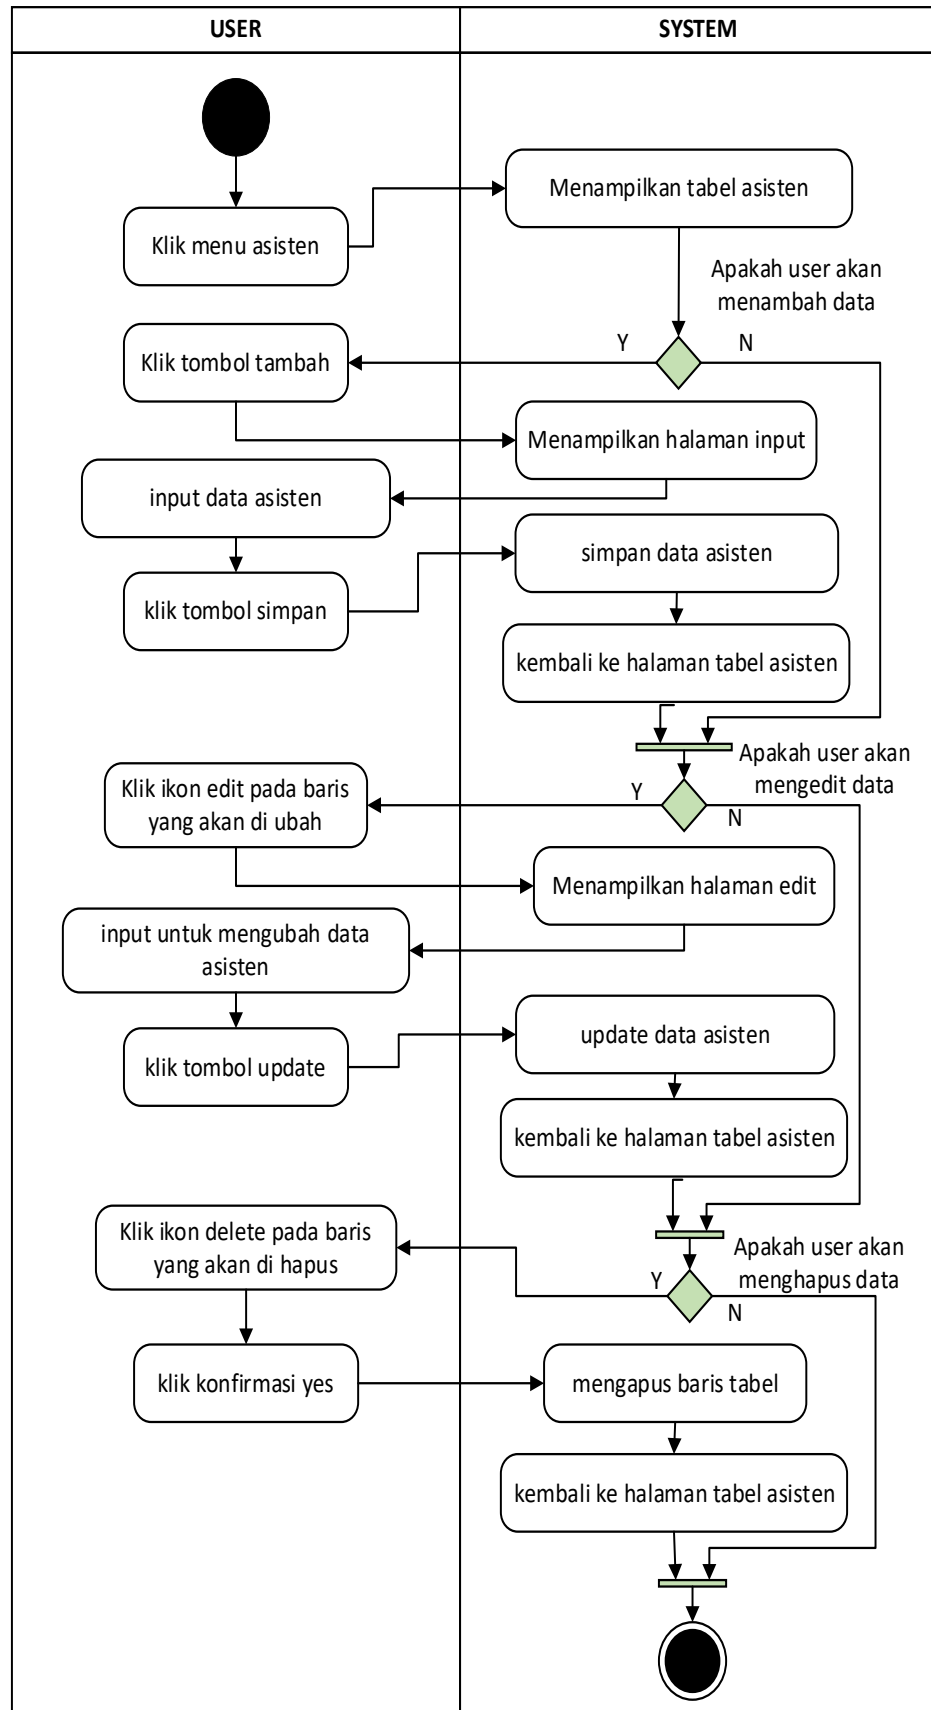 USER
SYSTEM
Menampilkan tabel asisten
Klik menu asisten
Apakah user akan
menambah data
Y
N
Klik tombol tambah
Menampilkan halaman input
input data asisten
simpan data asisten
klik tombol simpan
kembali ke halaman tabel asisten
Apakah user akan
mengedit data
Klik ikon edit pada baris
yang akan di ubah
Y
N
Menampilkan halaman edit
input untuk mengubah data
asisten
update data asisten
klik tombol update
kembali ke halaman tabel asisten
Klik ikon delete pada baris
yang akan di hapus
Apakah user akan
menghapus data
Y
N
klik konfirmasi yes
mengapus baris tabel
kembali ke halaman tabel asisten